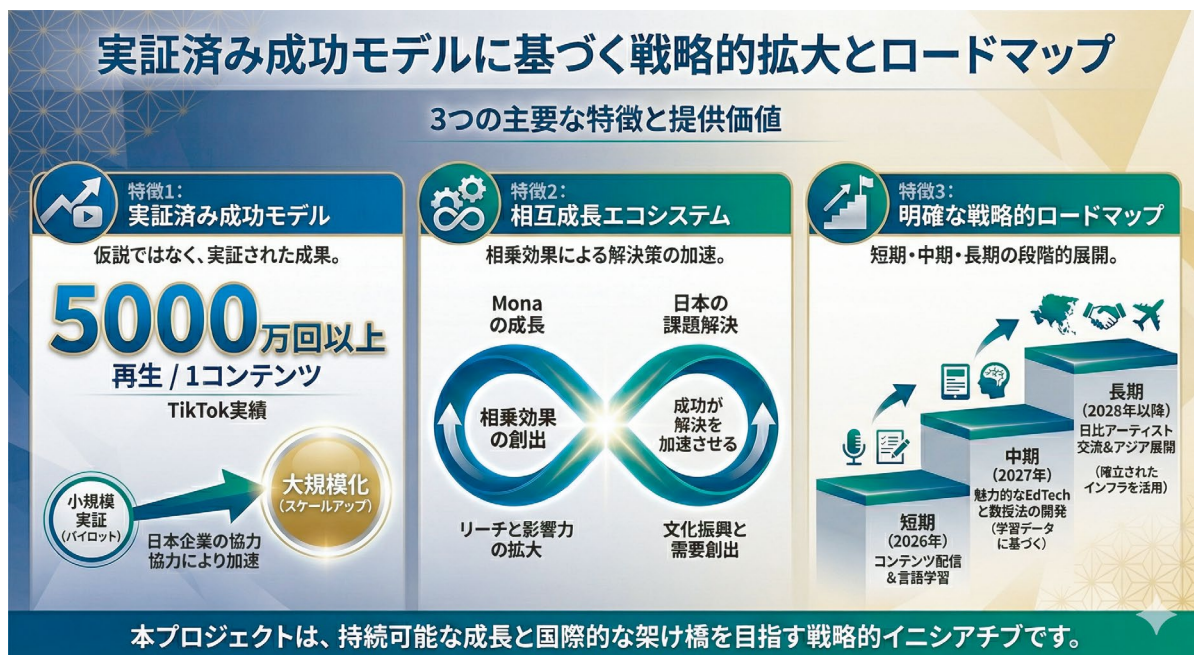 実証済み成功モデルに基づく戦略的拡大とロードマップ
3つの主要な特徴と提供価値
特徴1:
実証済み成功モデル
仮説ではなく、実証された成果。
5000万回以上
再生 / 1コンテンツ
TikTok実績
小規模
実証
(パイロット)
大規模化
(スケールアップ)
日本企業の協力
協力により加速
特徴2:
相互成長エコシステム
相乗効果による解決策の加速。
Mona
の成長
日本の
課題解決
相乗効果
の創出
成功が
解決を
加速させる
リーチと影響力
の拡大
文化振興と
需要創出
特徴3:
明確な戦略的ロードマップ
短期・中期・長期の段階的展開。
短期
(2026年)
コンテンツ配信
&言語学習
中期
(2027年)
魅力的なEdTech
と教授法の開発
(学習データ
に基づく)
長期
(2028年以降)
日比アーティスト
交流&アジア展開
(確立された
インフラを活用)
本プロジェクトは、持続可能な成長と国際的な架け橋を目指す戦略的イニシアチブです。